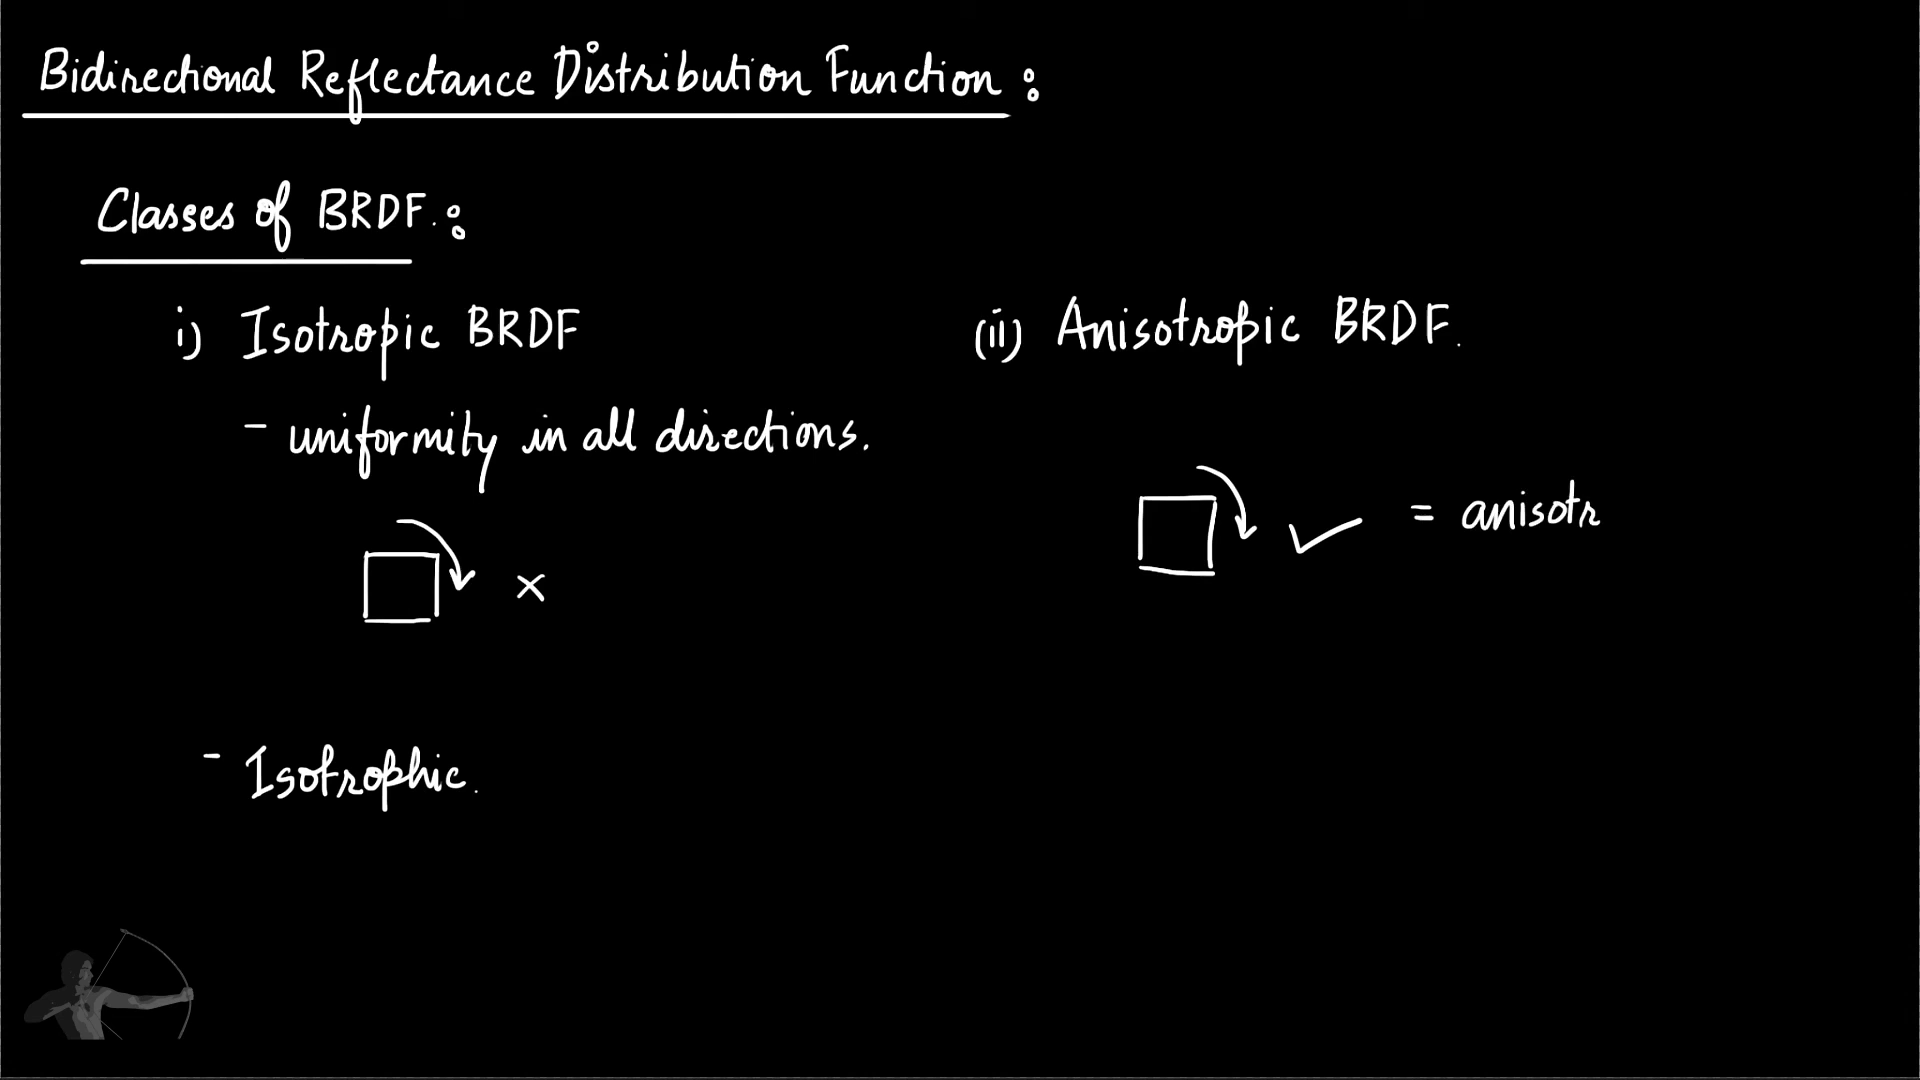 Bidirectional Reflectance Distribution Function :
Classes of BRDF. :
i) Isotropic BRDF
(ii) Anisotropic BRDF.
- uniformity in all directions.
= anisotr
×
- Isotrophic.